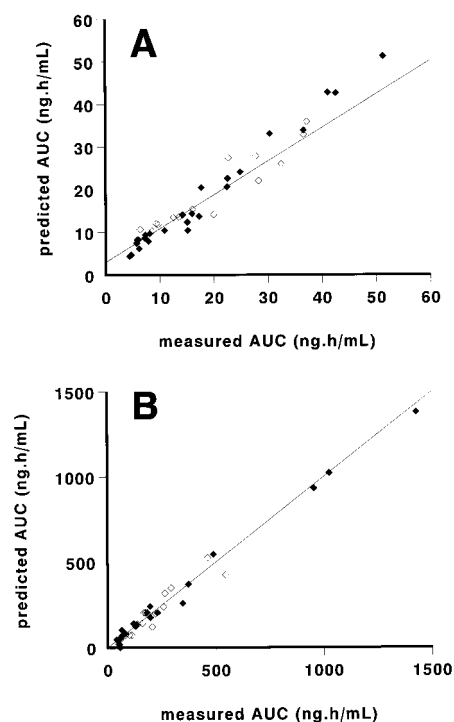 A
predicted AUC (ng.h/mL)
60
50
40
30
20
10
0
0 10 20 30 40 50 60
measured AUC (ng.h/mL)
B
predicted AUC (ng.h/mL)
1500
1000
500
0
0 500 1000 1500
measured AUC (ng.h/mL)